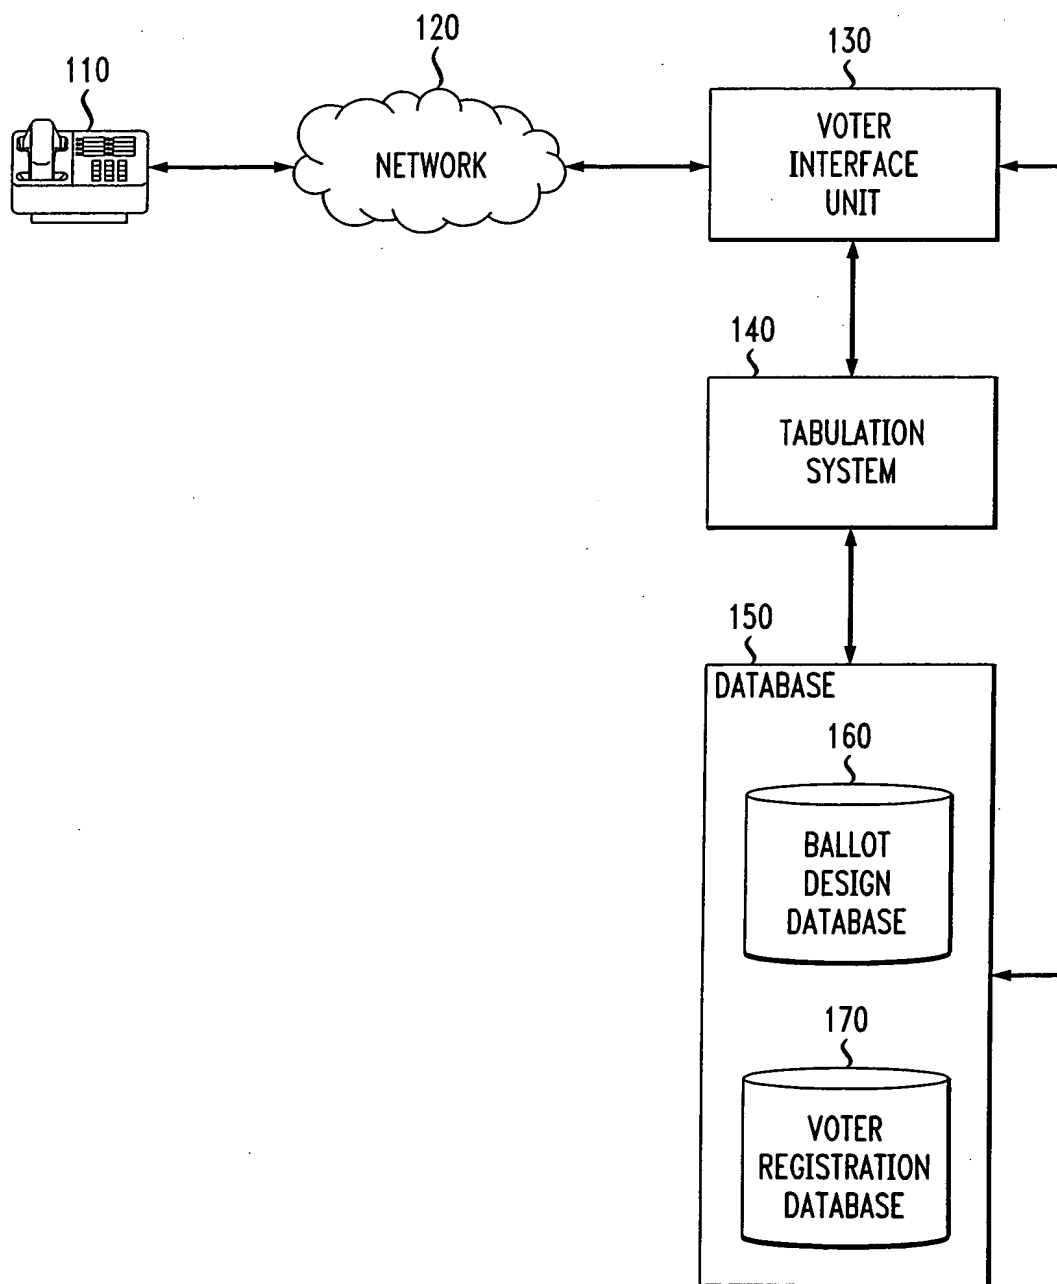 110
120
130
NETWORK
VOTER
INTERFACE
UNIT
140
TABULATION
SYSTEM
150
DATABASE
160
BALLOT
DESIGN
DATABASE
170
VOTER
REGISTRATION
DATABASE